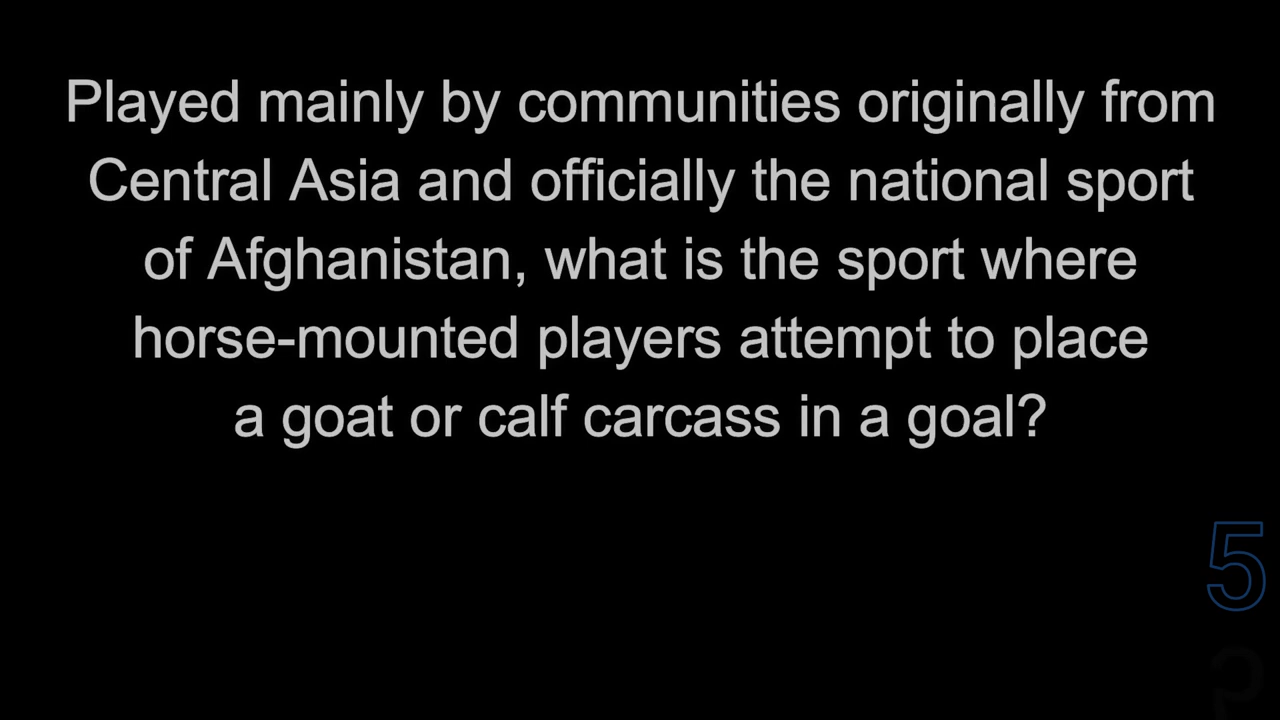 Played mainly by communities originally from
Central Asia and officially the national sport
of Afghanistan, what is the sport where
horse-mounted players attempt to place
a goat or calf carcass in a goal?
5